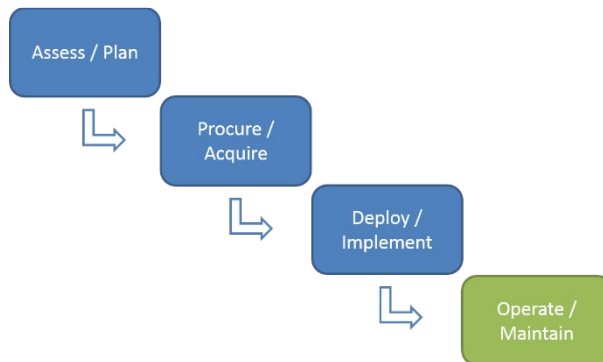 Assess / Plan
Procure /
Acquire
Deploy /
Implement
Operate /
Maintain